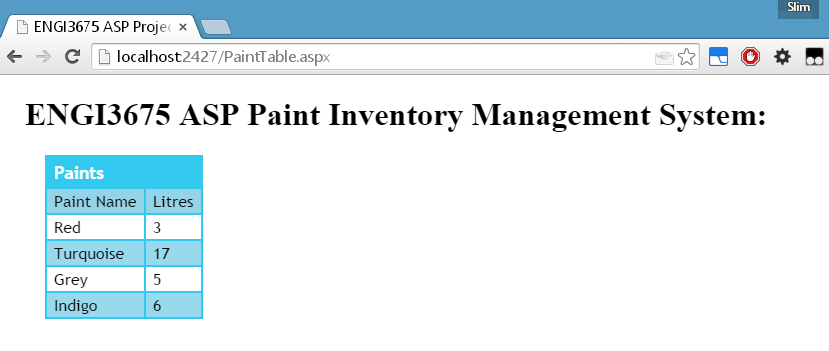 Slim
ENGI3675 ASP Projec
localhost:2427/PaintTable.aspx
ENGI3675 ASP Paint Inventory Management System:
Paints
Paint Name Litres
Red 3
Turquoise 17
Grey 5
Indigo 6